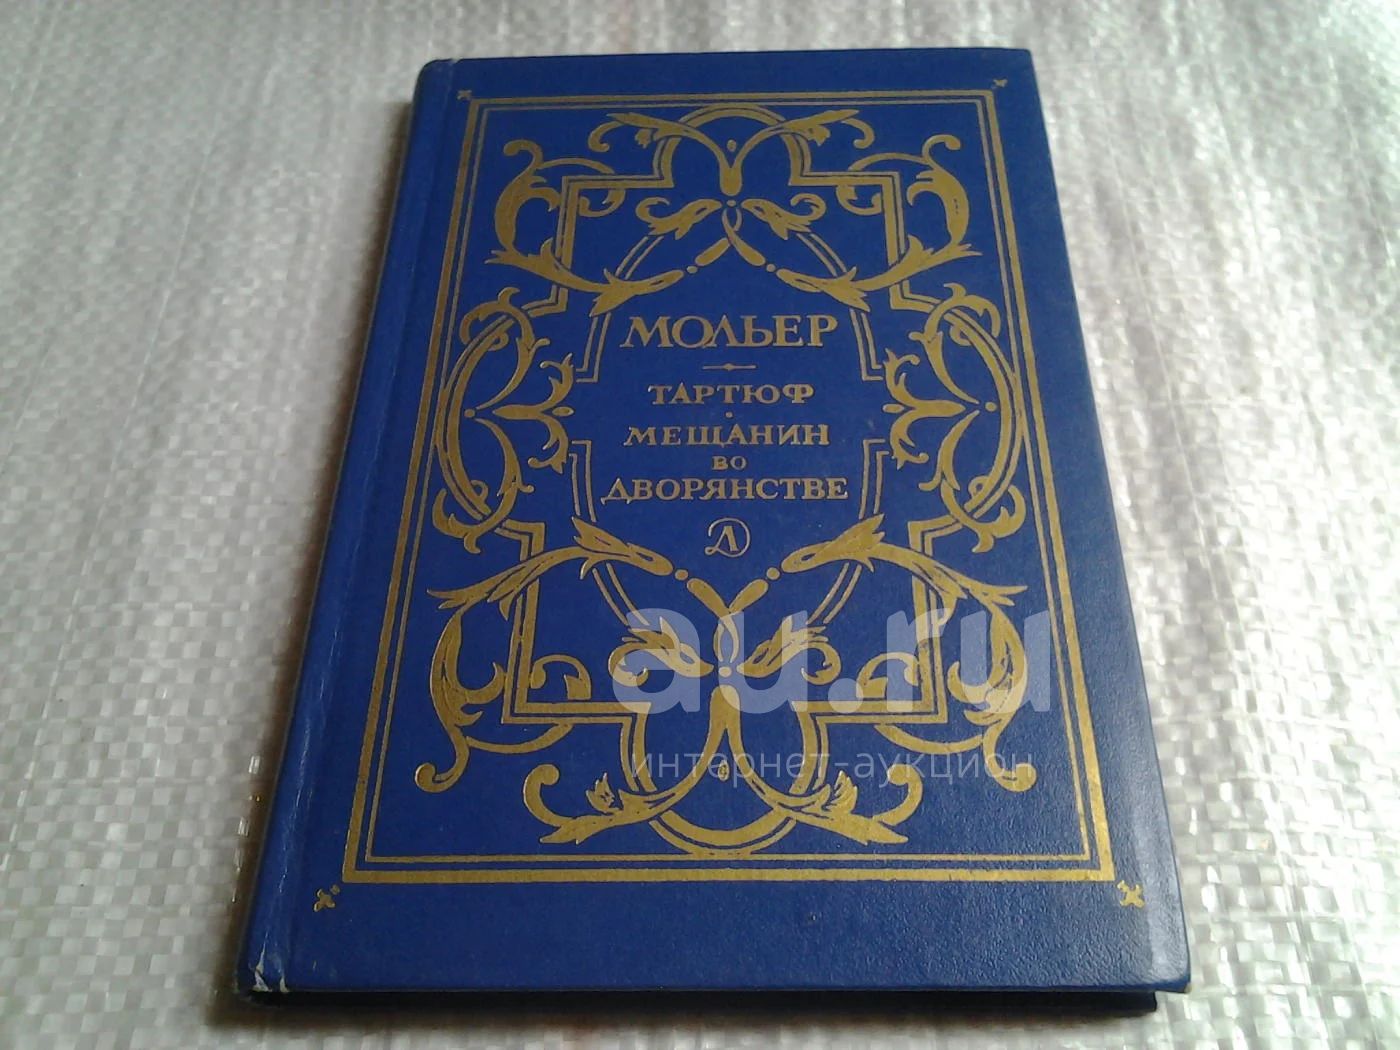 МОЛЬЕР
ТАРТЮФ
МЕЩАНИН
ВО
ДВОРЯНСТВЕ
Д
au.ru
интернет-аукцион